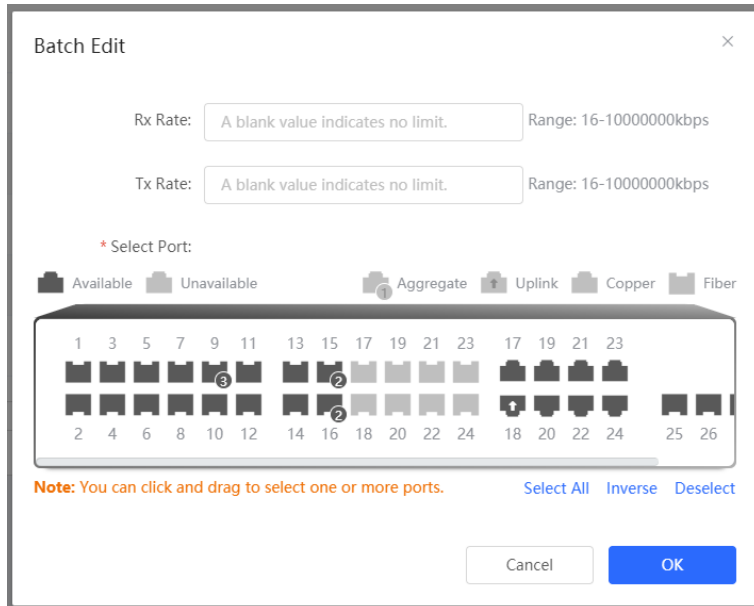 Batch Edit
Rx Rate: A blank value indicates no limit. Range: 16-10000000kbps
Tx Rate: A blank value indicates no limit. Range: 16-10000000kbps
* Select Port:
Available Unavailable 1 Aggregate Uplink Copper Fiber
1 3 5 7 9 11 13 15 17 19 21 23 17 19 21 23
3 2
2
2 4 6 8 10 12 14 16 18 20 22 24 18 20 22 24 25 26
Note: You can click and drag to select one or more ports. Select All Inverse Deselect
Cancel OK